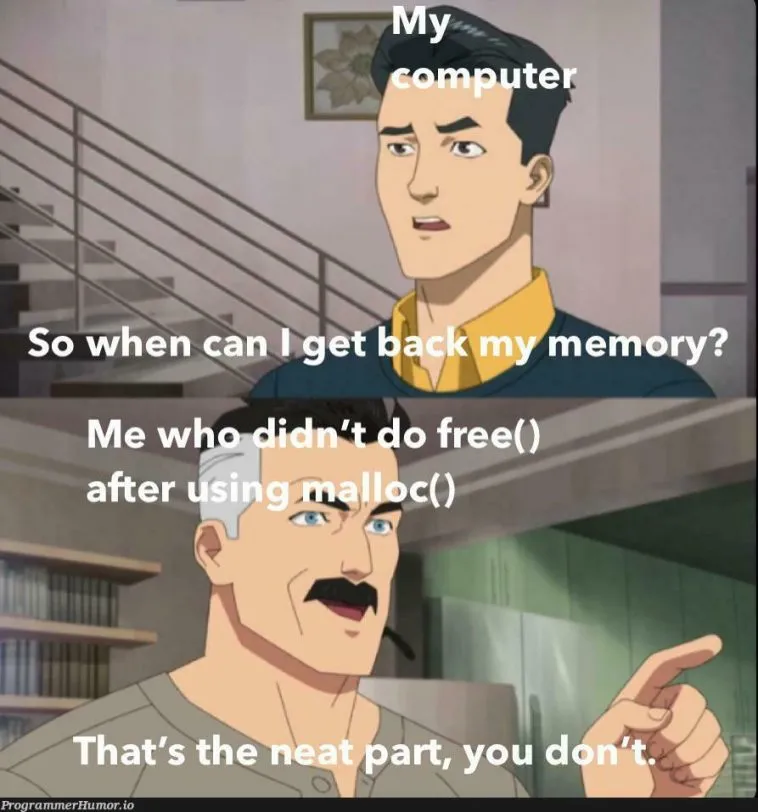 My
computer
So when can I get back my memory?
Me who didn't do free()
after using malloc()
That's the neat part, you don't.
ProgrammerHumor.io